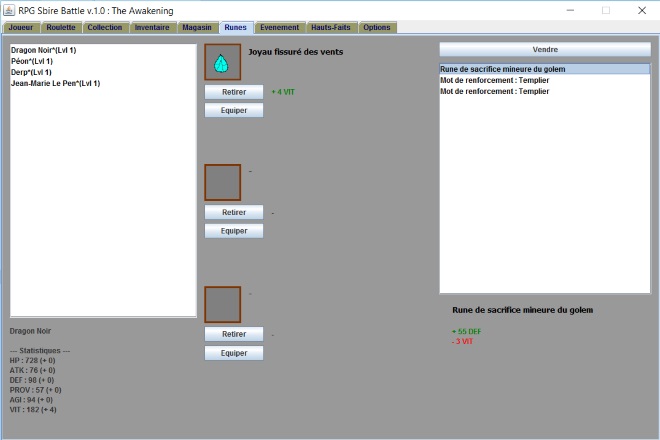 RPG Sbire Battle v.1.0 : The Awakening
Joueur Roulette Collection Inventaire Magasin Runes Evenement Hauts-Faits Options
Dragon Noir*(Lvl 1)
Péon*(Lvl 1)
Derp*(Lvl 1)
Jean-Marie Le Pen*(Lvl 1)
Dragon Noir
--- Statistiques ---
HP : 728 (+ 0)
ATK : 76 (+ 0)
DEF : 90 (+ 0)
PROV : 57 (+ 0)
AGI : 94 (+ 0)
VIT : 182 (+ 4)
Joyau fissuré des vents
Retirer
+ 4 VIT
Equiper
-
Retirer
-
Equiper
-
Retirer
-
Equiper
Vendre
Rune de sacrifice mineure du golem
Mot de renforcement : Templier
Mot de renforcement : Templier
Rune de sacrifice mineure du golem
+ 55 DEF
- 3 VIT